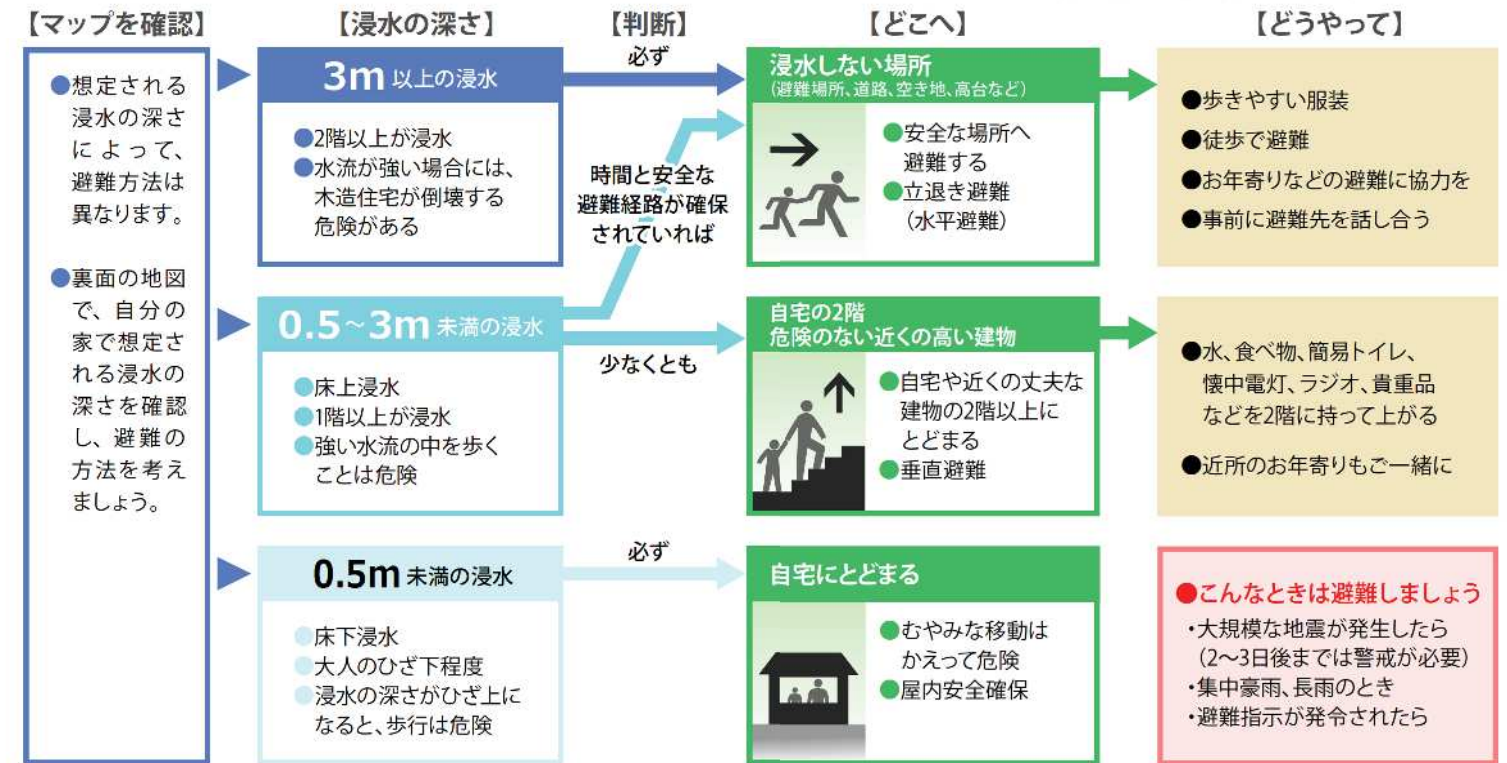 【マップを確認】
●想定される
浸水の深さ
によって、
避難方法は
異なります。
●裏面の地図
で、自分の
家で想定さ
れる浸水の
深さを確認
し、避難の
方法を考え
ましょう。
【浸水の深さ】
3m 以上の浸水
●2階以上が浸水
●水流が強い場合には、
木造住宅が倒壊する
危険がある
0.5～3m 未満の浸水
●床上浸水
●1階以上が浸水
●強い水流の中を歩く
ことは危険
0.5m 未満の浸水
●床下浸水
●大人のひざ下程度
●浸水の深さがひざ上に
なると、歩行は危険
【判断】
必ず
時間と安全な
避難経路が確保
されていれば
少なくとも
必ず
【どこへ】
浸水しない場所
(避難場所、道路、空き地、高台など)
●安全な場所へ
避難する
●立退き避難
(水平避難)
自宅の2階
危険のない近くの高い建物
●自宅や近くの丈夫な
建物の2階以上に
とどまる
●垂直避難
自宅にとどまる
●むやみな移動は
かえって危険
●屋内安全確保
【どうやって】
●歩きやすい服装
●徒歩で避難
●お年寄りなどの避難に協力を
●事前に避難先を話し合う
●水、食べ物、簡易トイレ、
懐中電灯、ラジオ、貴重品
などを2階に持って上がる
●近所のお年寄りもご一緒に
●こんなときは避難しましょう
・大規模な地震が発生したら
(2～3日後までは警戒が必要)
・集中豪雨、長雨のとき
・避難指示が発令されたら